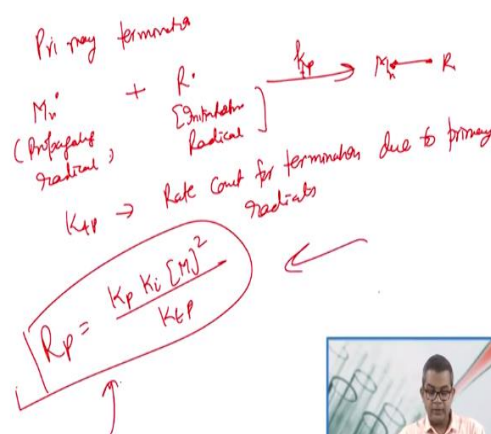 Primary termination
Mn• + R• ktp → Mn — R
(Propagating radical) [Initiation Radical]
Ktp → Rate const for termination due to primary
radicals
Rp = Kp Ki [M]² / Ktp